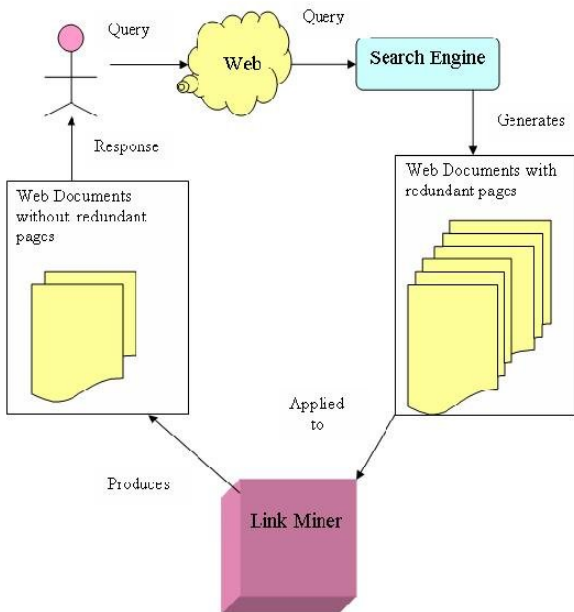 Query
Query
Web
Search Engine
Generates
Response
Web Documents
without redundant
pages
Web Documents with
redundant pages
Applied
to
Produces
Link Miner